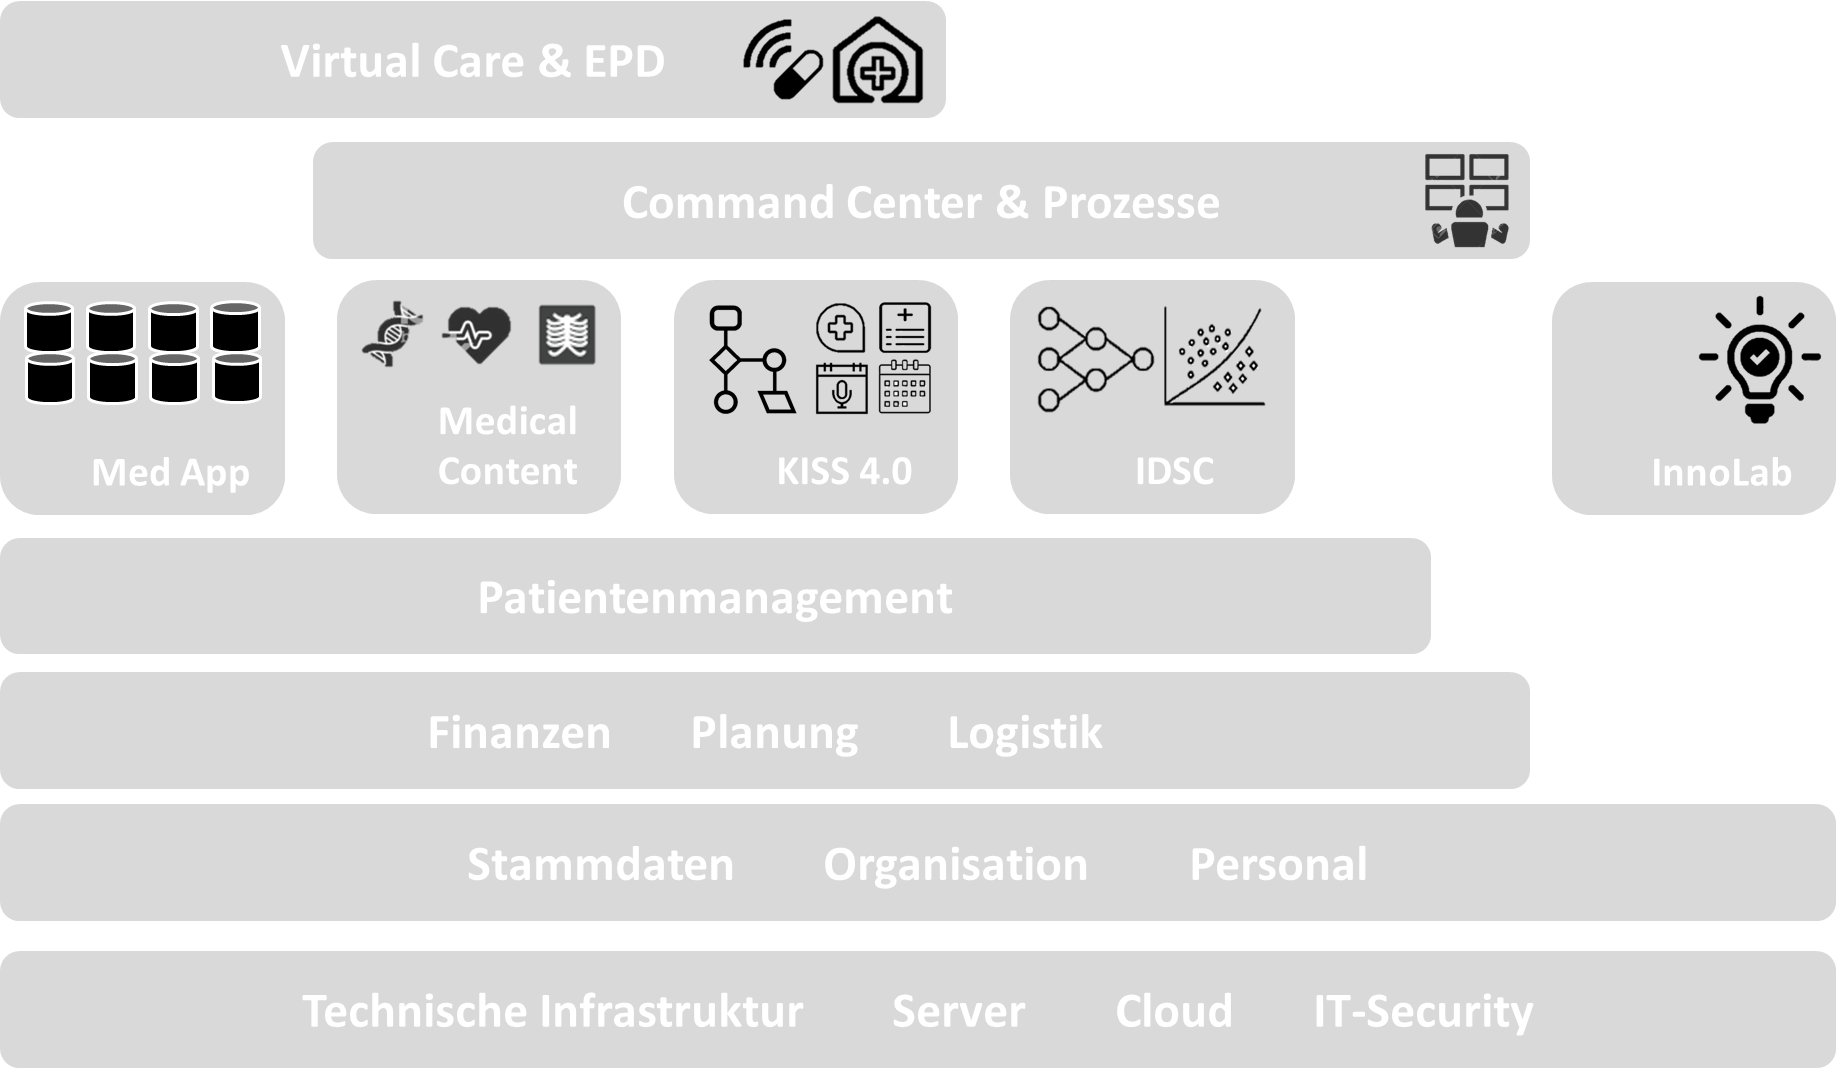 Virtual Care & EPD
Command Center & Prozesse
Med App
Medical
Content
KISS 4.0
IDSC
InnoLab
Patientenmanagement
Finanzen Planung Logistik
Stammdaten Organisation Personal
Technische Infrastruktur Server Cloud IT-Security